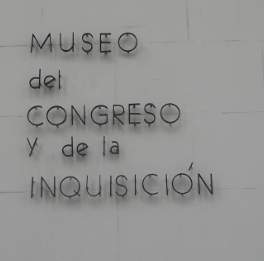 MUSEO
del
CONGRESO
Y de la
INQUISICIÓN